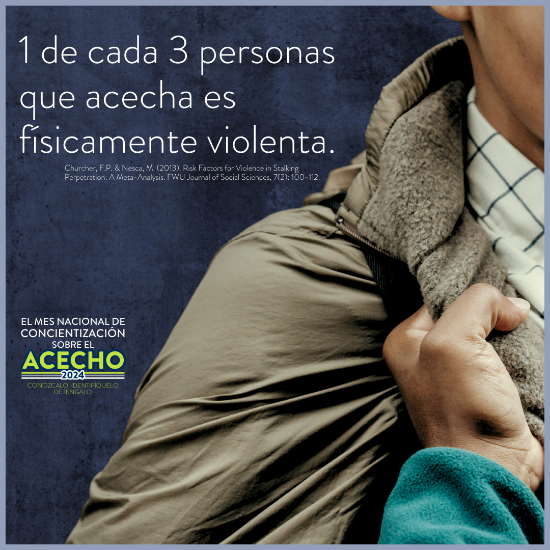 1 de cada 3 personas
que acecha es
físicamente violenta.
Churcher, F.P. & Nesca, M. (2013). Risk Factors for Violence in Stalking
Perpetration: A Meta-Analysis. FWU Journal of Social Sciences, 7(2): 100-112.
EL MES NACIONAL DE
CONCIENTIZACIÓN
SOBRE EL
ACECHO
2024
CONÓZCALO. IDENTIFÍQUELO.
DETÉNGALO.